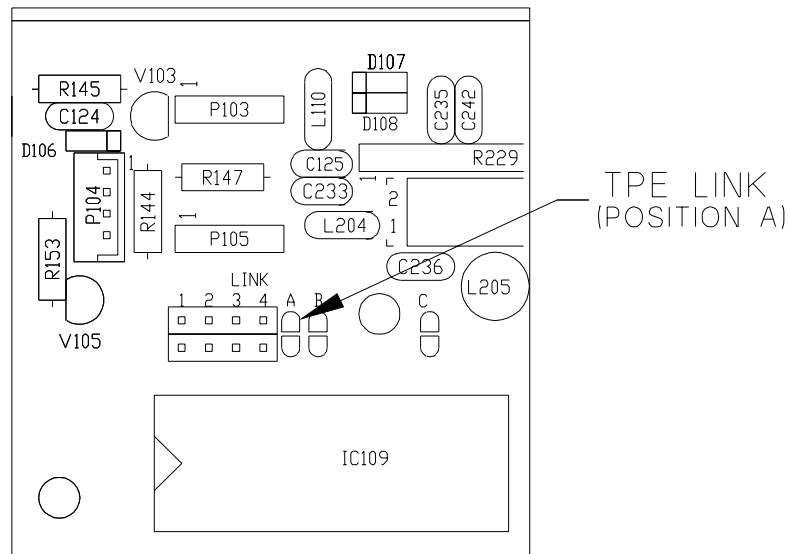 D107
V103
1
R145
P103
L110
C235
C242
C124
D108
D106
1
R229
C125
P104
R144
R147
C233
1
2
TPE LINK
(POSITION A)
1
L204
1
P105
R153
C236
LINK
L205
1 2 3 4 A B C
V105
IC109